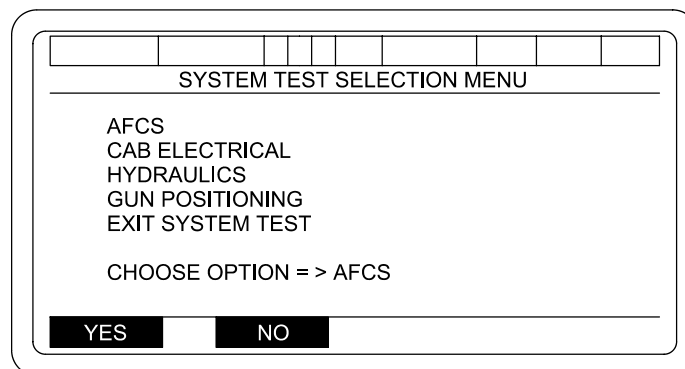 SYSTEM TEST SELECTION MENU
AFCS
CAB ELECTRICAL
HYDRAULICS
GUN POSITIONING
EXIT SYSTEM TEST
CHOOSE OPTION = > AFCS
YES NO